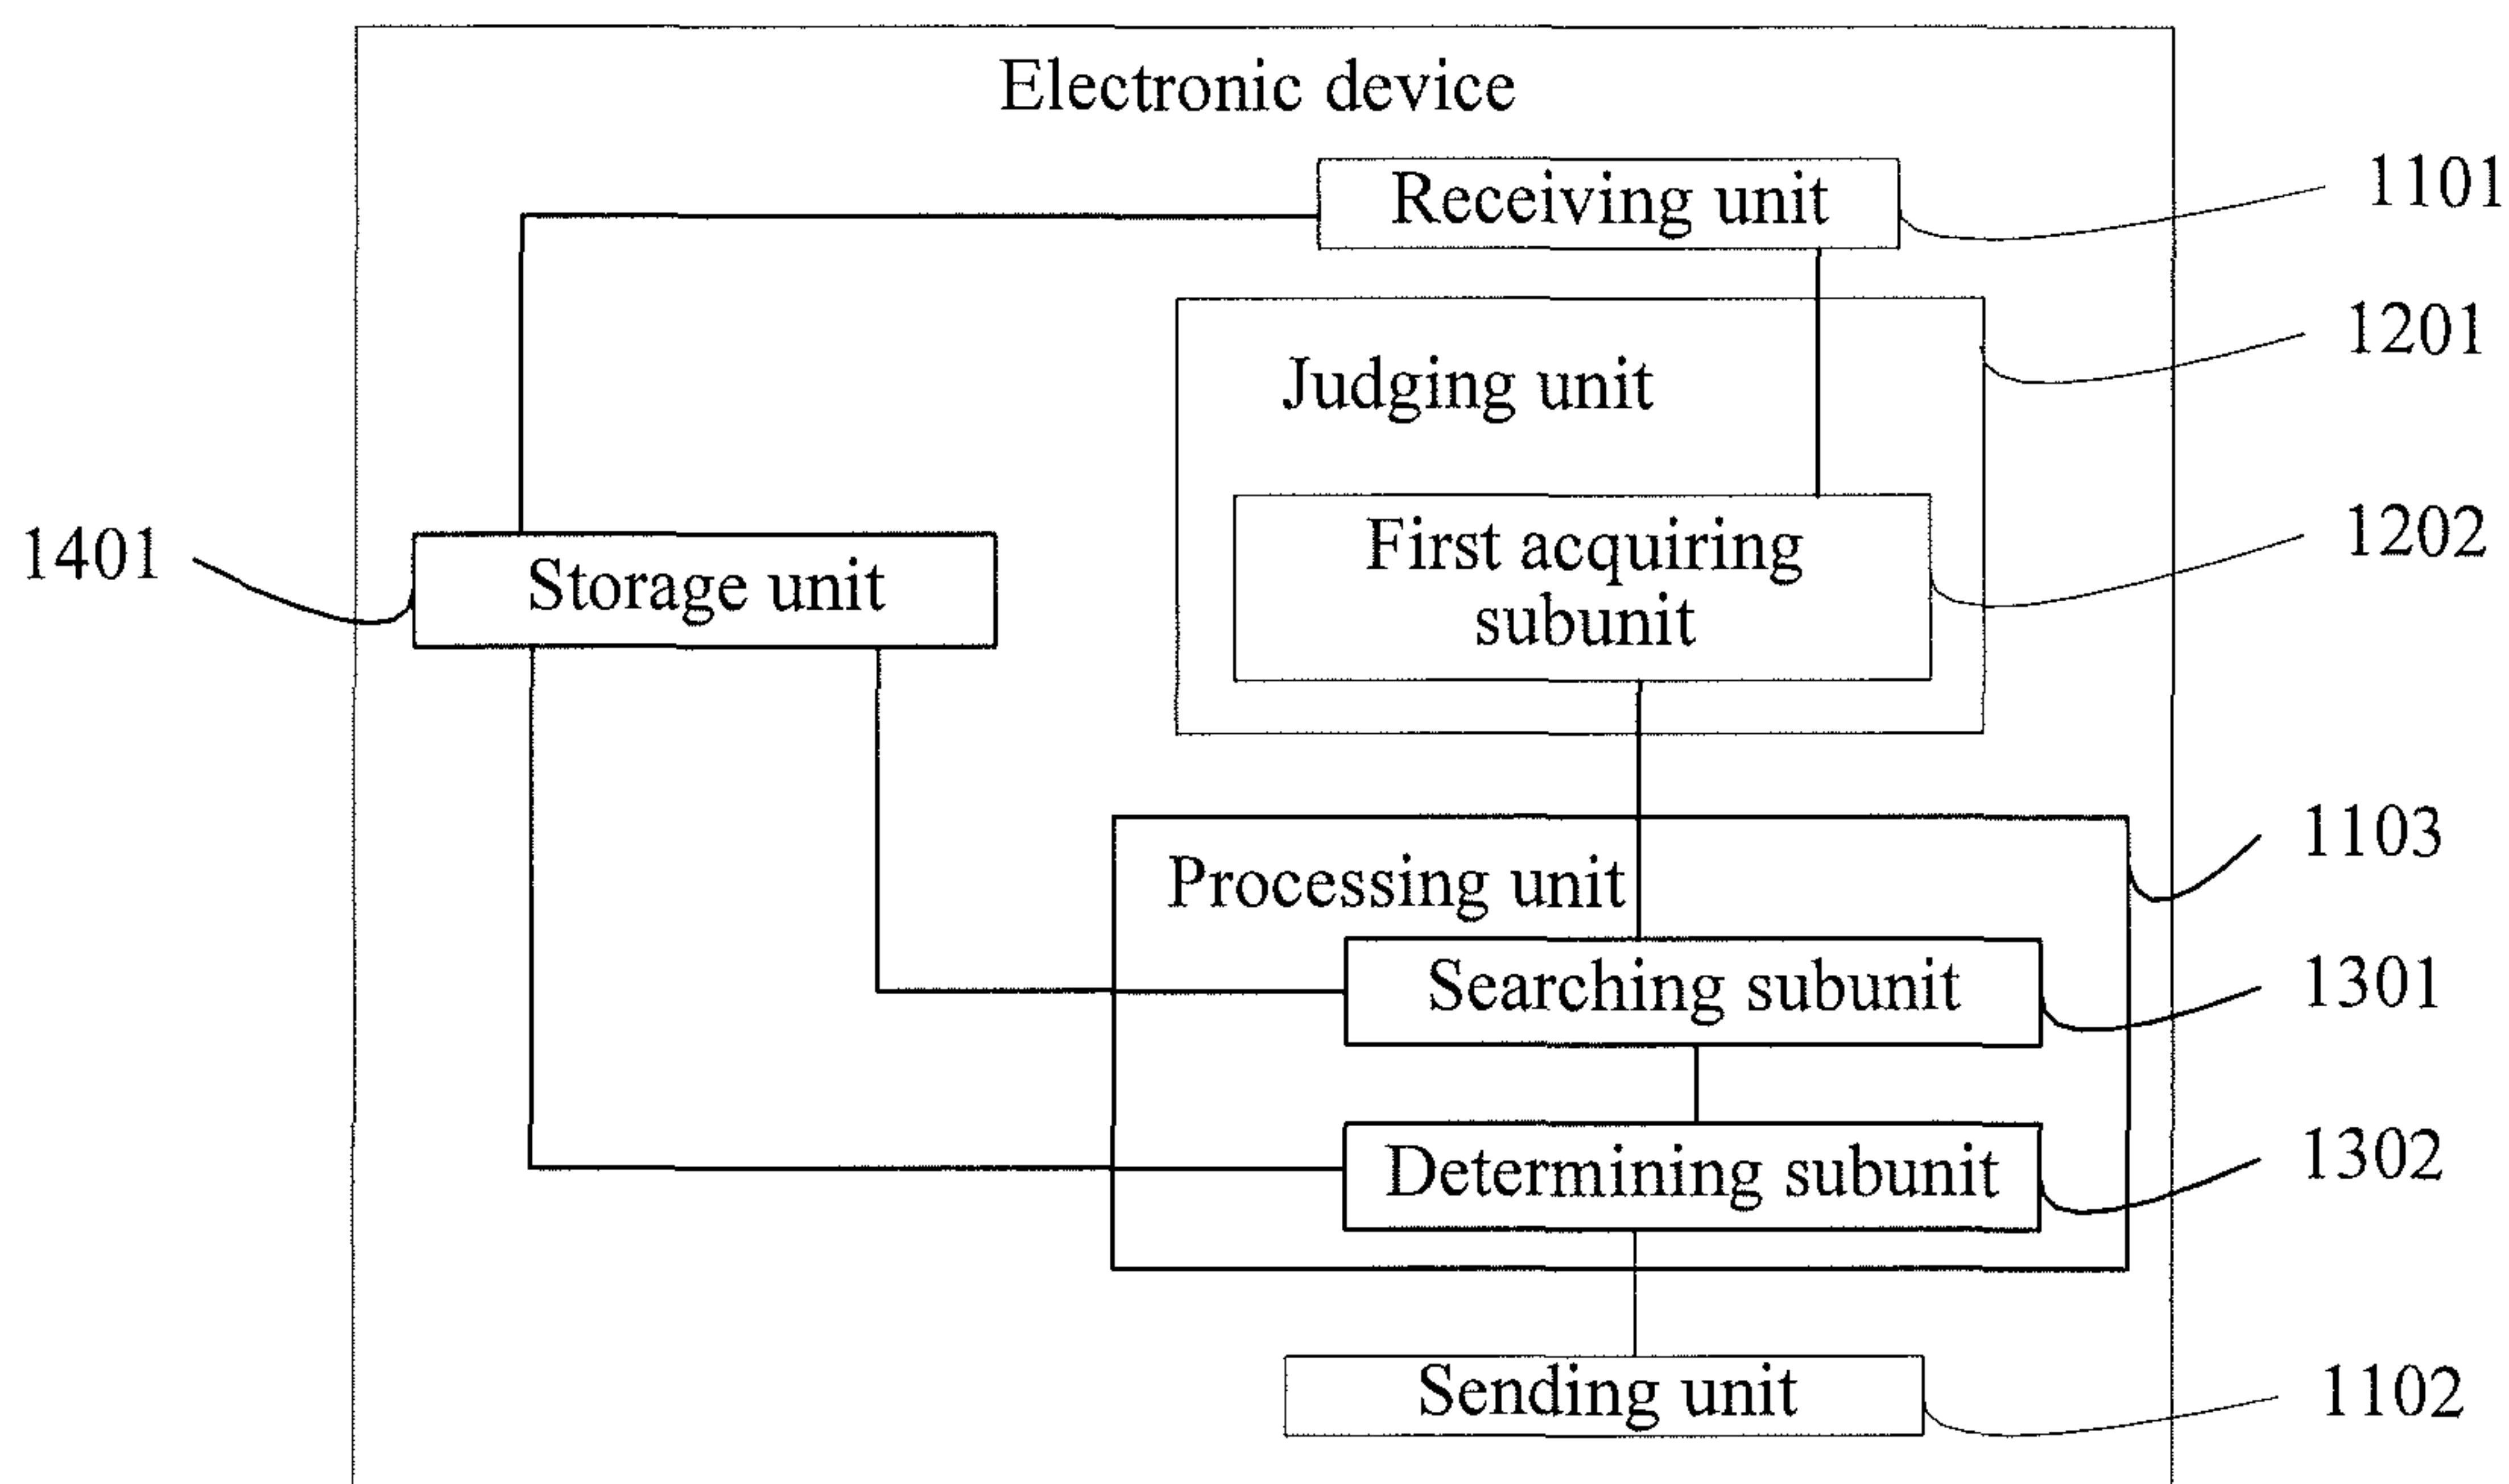 Electronic device
Receiving unit
1101
1201
Judging unit
First acquiring
subunit
1202
1401
Storage unit
1103
Processing unit
Searching subunit
1301
Determining subunit
1302
Sending unit
1102